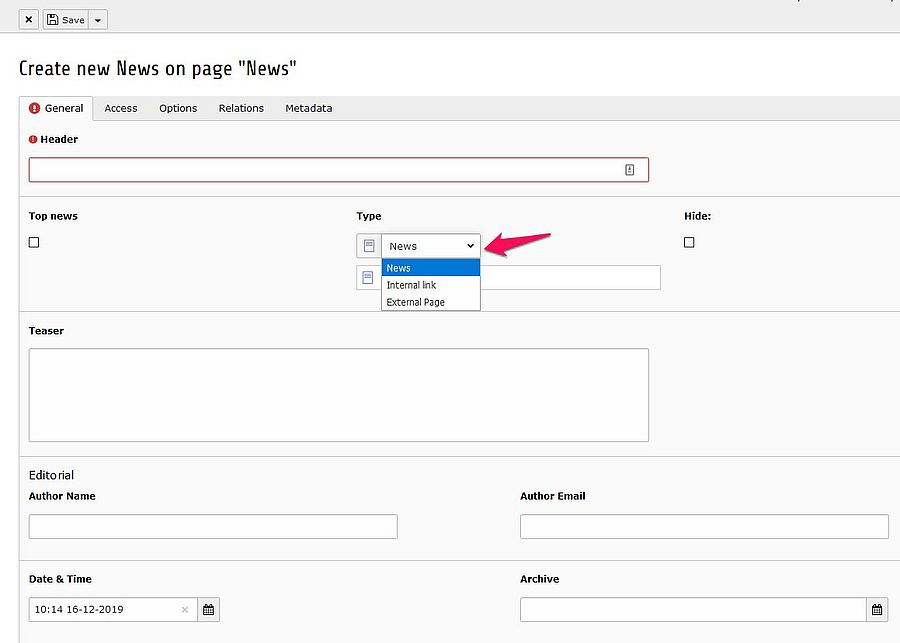 Save
Create new News on page "News"
General Access Options Relations Metadata
Header
Top news Type Hide:
News
News
Internal link
External Page
Teaser
Editorial
Author Name Author Email
Date & Time Archive
10:14 16-12-2019